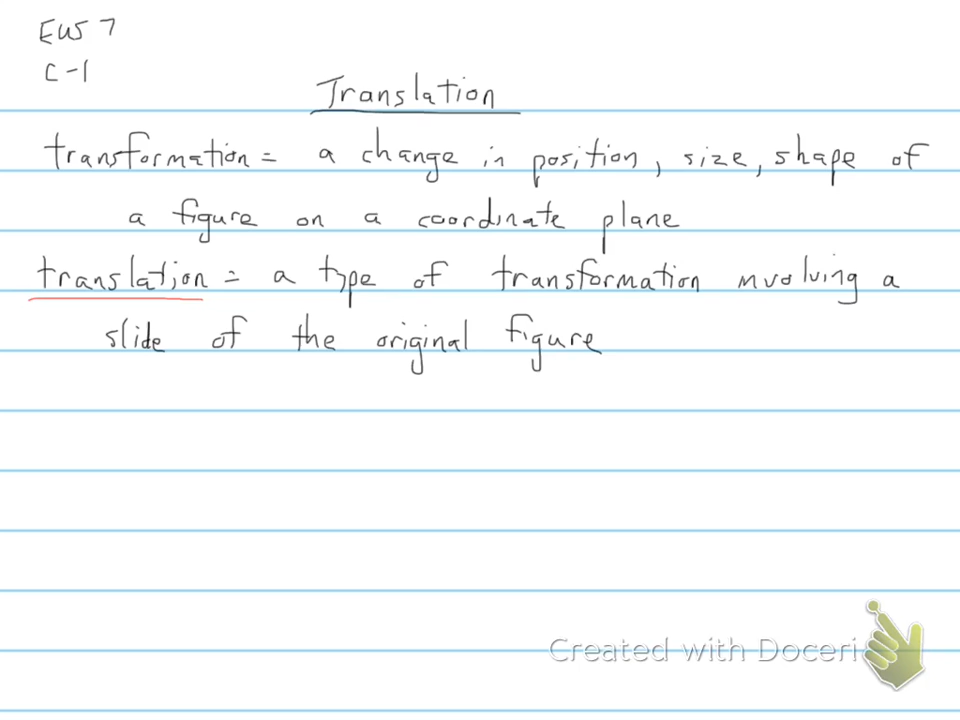 EWS 7
C-1
Translation
transformation = a change in position, size, shape of
a figure on a coordinate plane
translation = a type of transformation involving a
slide of the original figure
Created with Doceri